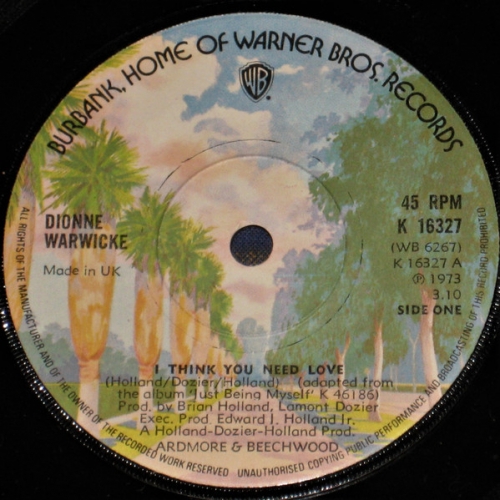 BURBANK, HOME OF WARNER BROS. RECORDS
WB
DIONNE
WARWICKE
Made in UK
45 RPM
K 16327
(WB 6267)
K 16327 A
℗ 1973
3.10
SIDE ONE
I THINK YOU NEED LOVE
(Holland/Dozier/Holland) (adapted from
the album 'Just Being Myself' K 46186)
Prod. by Brian Holland, Lamont Dozier
Exec. Prod. Edward J. Holland Jr.
A Holland-Dozier-Holland Prod.
ARDMORE & BEECHWOOD
ALL RIGHTS OF THE MANUFACTURER AND OF THE OWNER OF THE RECORDED WORK RESERVED UNAUTHORISED COPYING PUBLIC PERFORMANCE AND BROADCASTING OF THIS RECORD PROHIBITED